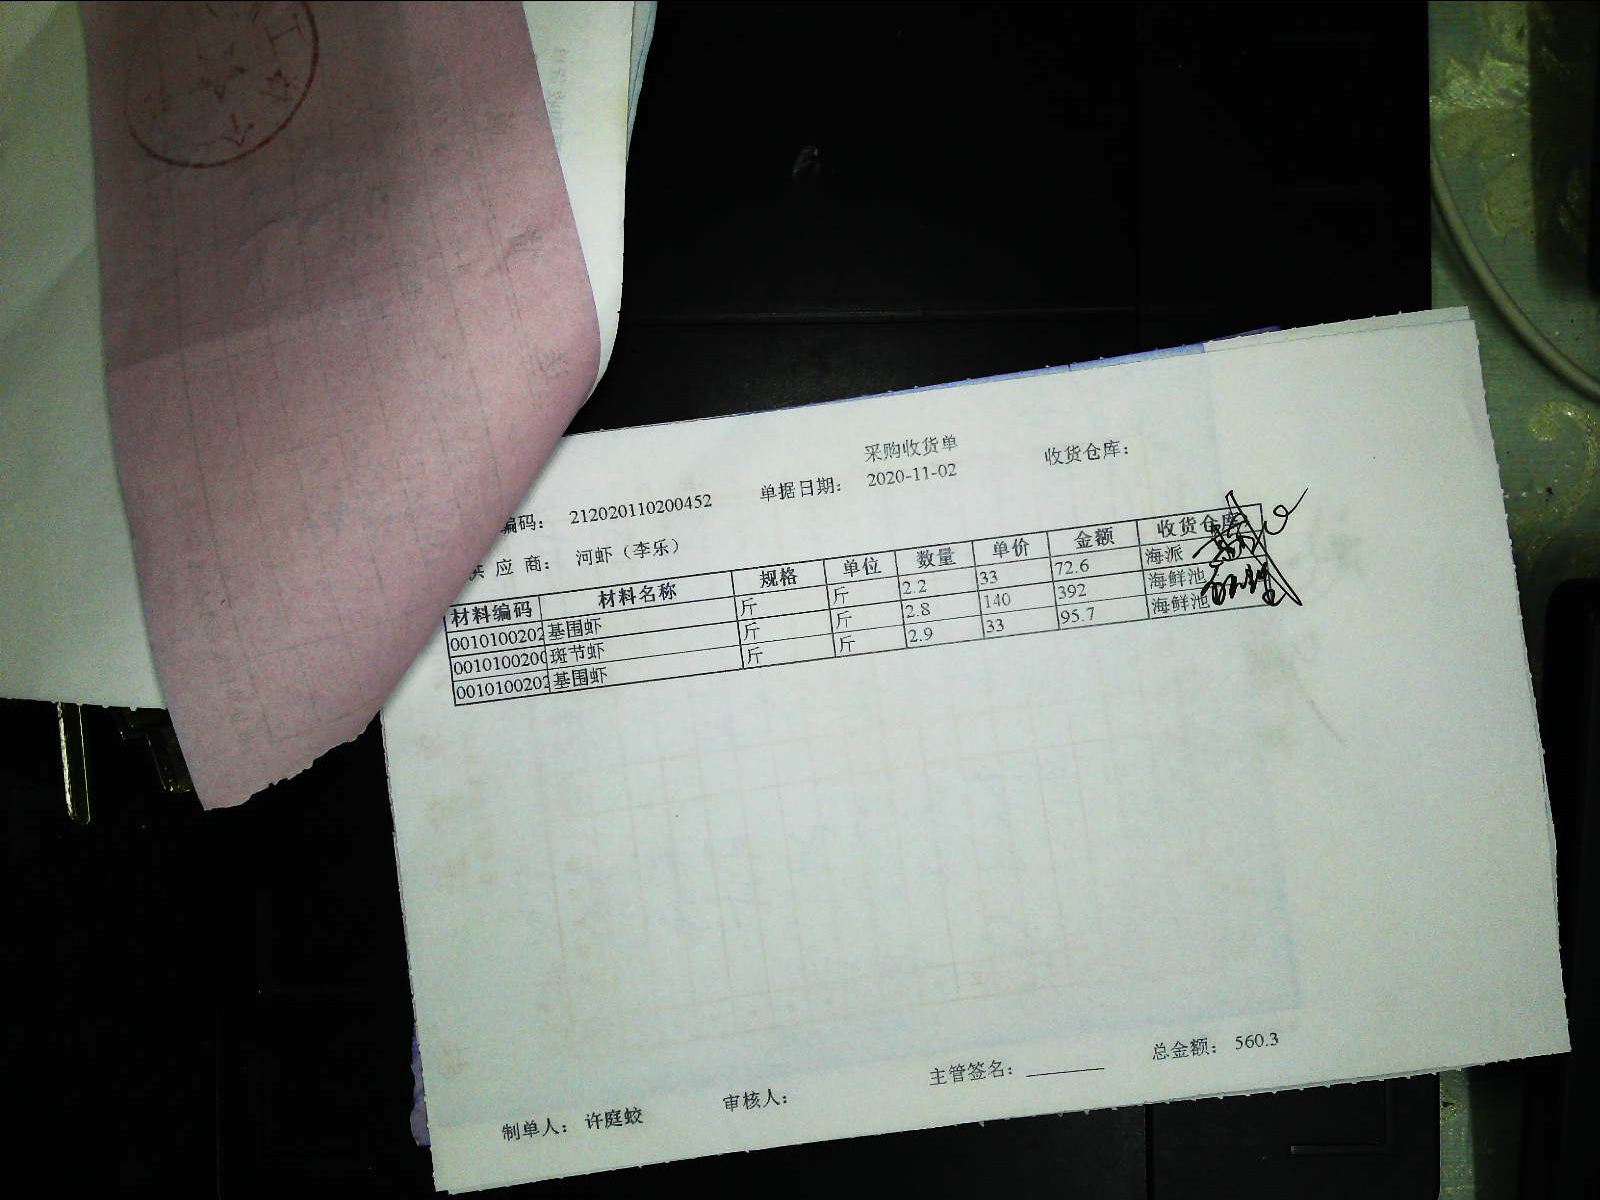 采购收货单
编码： 212020110200452 单据日期： 2020-11-02 收货仓库：
供应商： 河虾（李乐）
材料编码 材料名称 规格 单位 数量 单价 金额 收货仓库
0010100202 基围虾 斤 斤 2.2 33 72.6 海派
0010100200 斑节虾 斤 斤 2.8 140 392 海鲜池
0010100202 基围虾 斤 斤 2.9 33 95.7 海鲜池
制单人： 许庭蛟 审核人： 主管签名： 总金额： 560.3